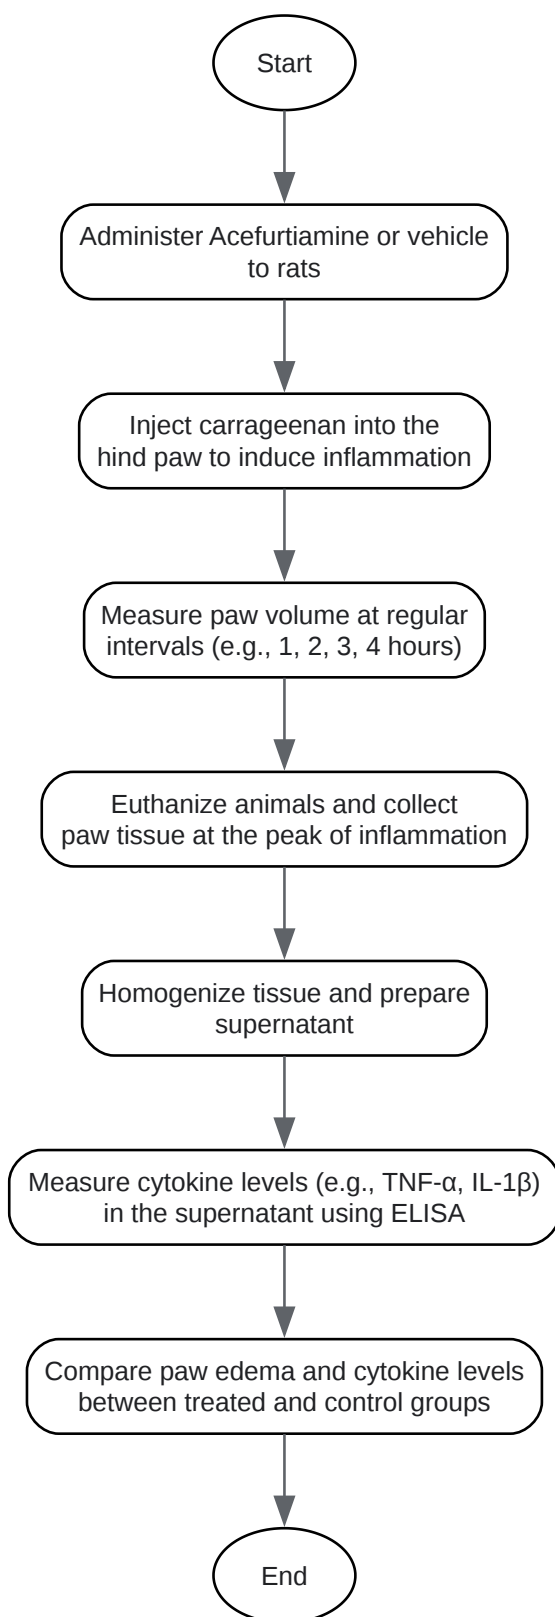 Start
Administer Acefurtiamine or vehicle
to rats
Inject carrageenan into the
hind paw to induce inflammation
Measure paw volume at regular
intervals (e.g., 1, 2, 3, 4 hours)
Euthanize animals and collect
paw tissue at the peak of inflammation
Homogenize tissue and prepare
supernatant
Measure cytokine levels (e.g., TNF-α, IL-1β)
in the supernatant using ELISA
Compare paw edema and cytokine levels
between treated and control groups
End